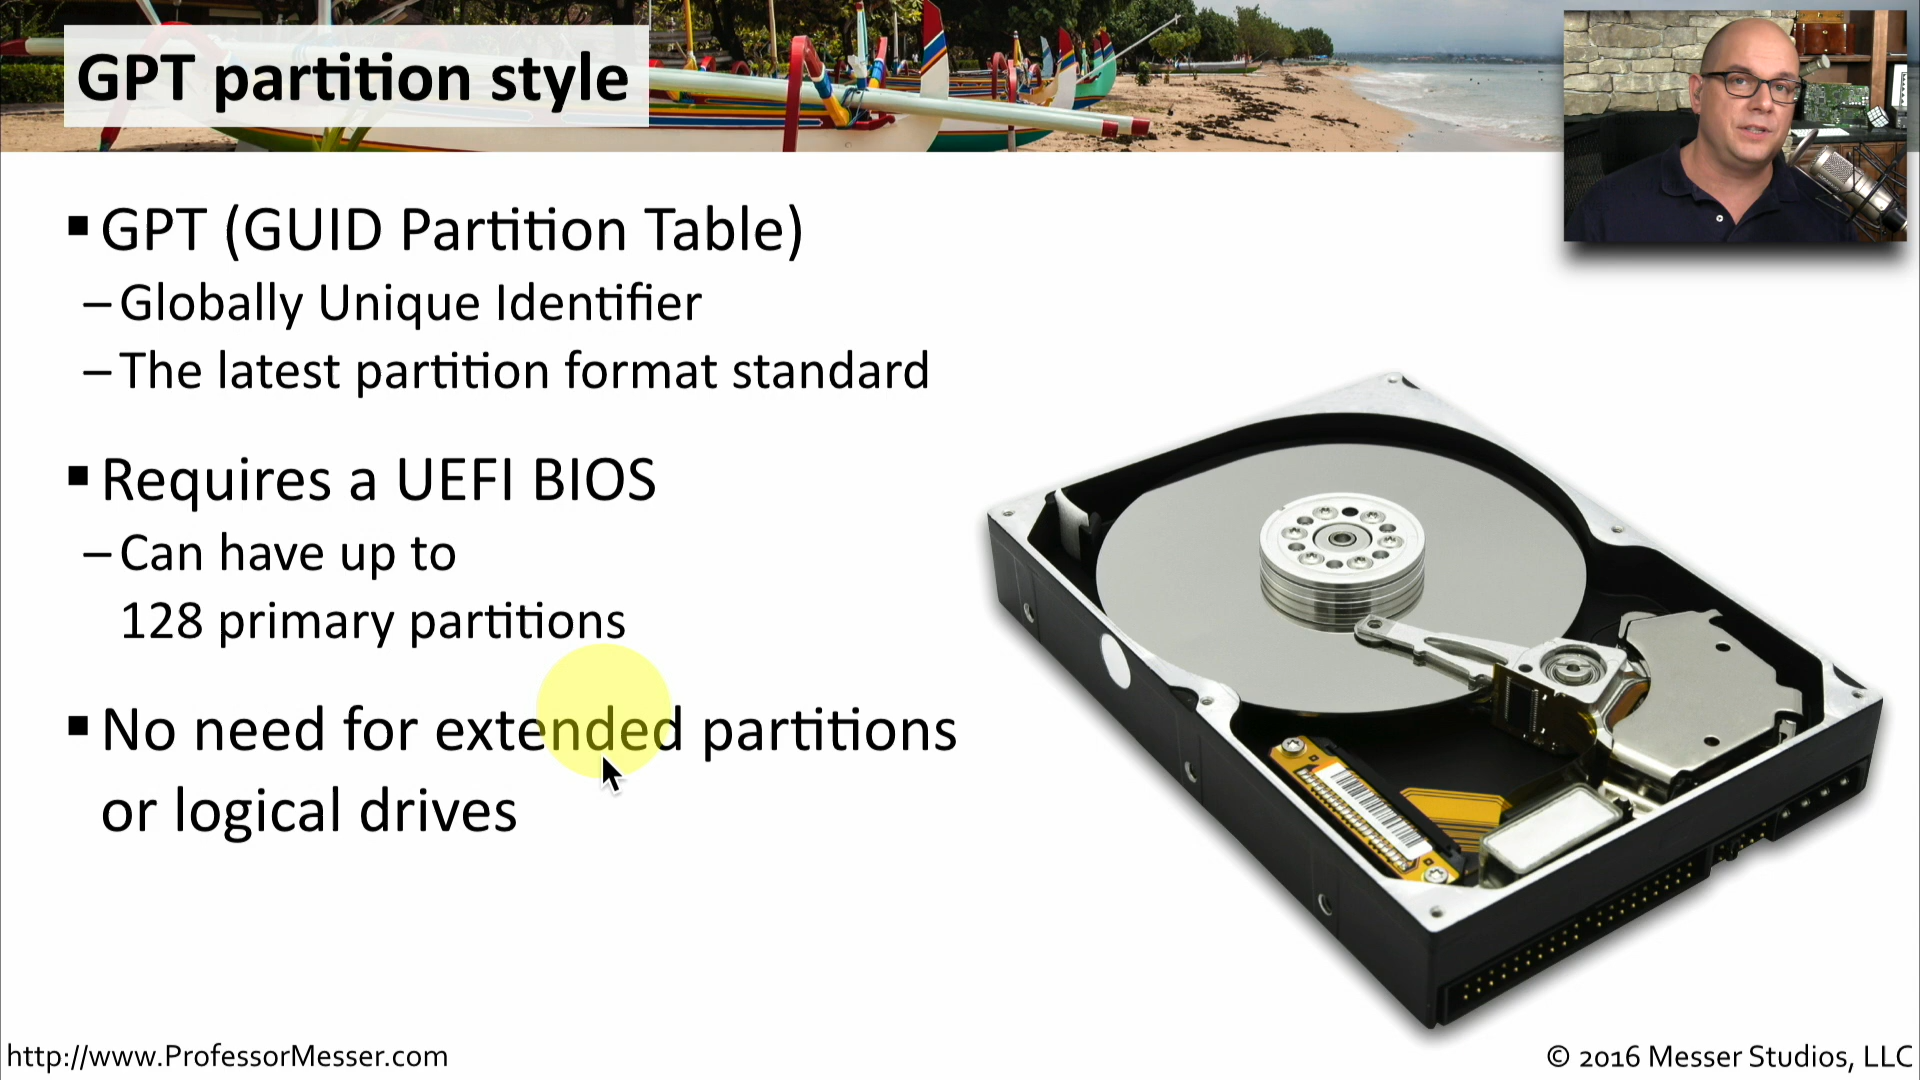 GPT partition style
▪ GPT (GUID Partition Table)
– Globally Unique Identifier
– The latest partition format standard
▪ Requires a UEFI BIOS
– Can have up to
128 primary partitions
▪ No need for extended partitions
or logical drives
http://www.ProfessorMesser.com
© 2016 Messer Studios, LLC